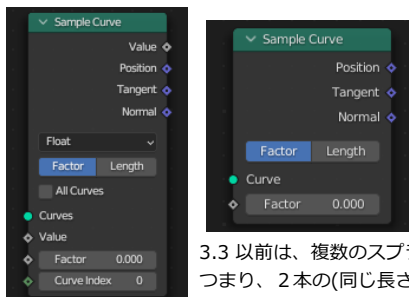 Sample Curve
Value
Position
Tangent
Normal
Float
Factor Length
All Curves
Curves
Value
Factor 0.000
Curve Index 0
Sample Curve
Position
Tangent
Normal
Factor Length
Curve
Factor 0.000
3.3 以前は、複数のスプ
つまり、２本の(同じ長さ